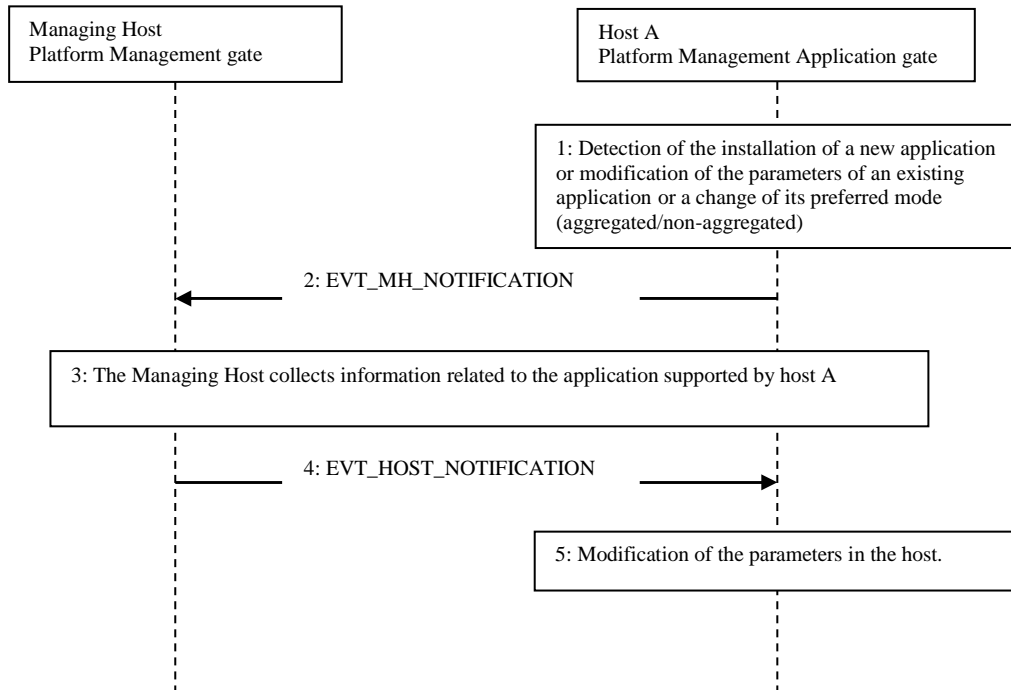 Managing Host
Platform Management gate
Host A
Platform Management Application gate
1: Detection of the installation of a new application
or modification of the parameters of an existing
application or a change of its preferred mode
(aggregated/non-aggregated)
2: EVT_MH_NOTIFICATION
3: The Managing Host collects information related to the application supported by host A
4: EVT_HOST_NOTIFICATION
5: Modification of the parameters in the host.